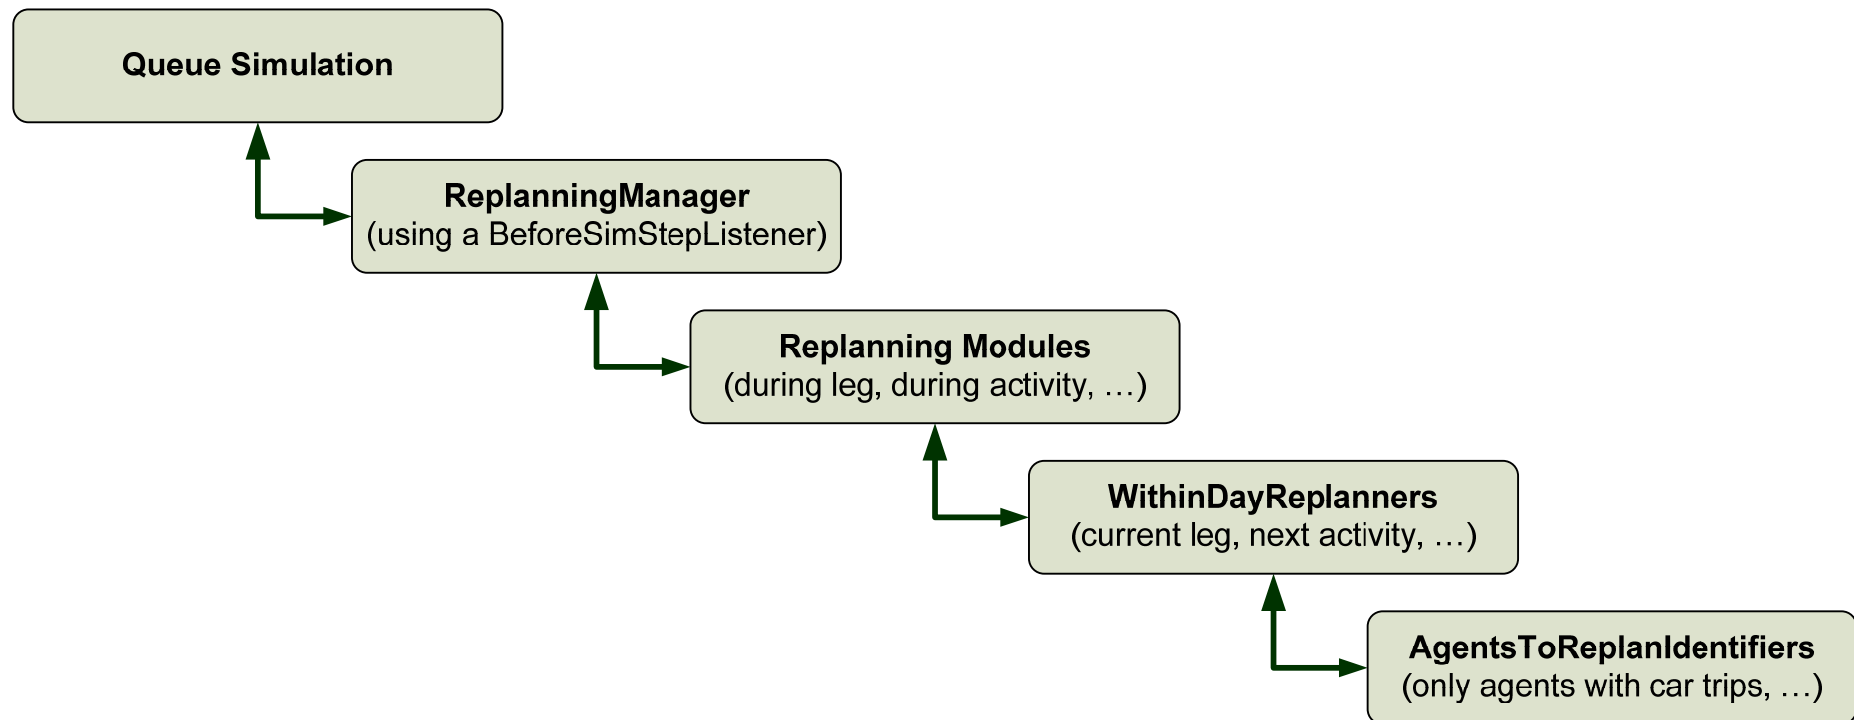 Queue Simulation
ReplanningManager
(using a BeforeSimStepListener)
Replanning Modules
(during leg, during activity, …)
WithinDayReplanners
(current leg, next activity, …)
AgentsToReplanIdentifiers
(only agents with car trips, …)